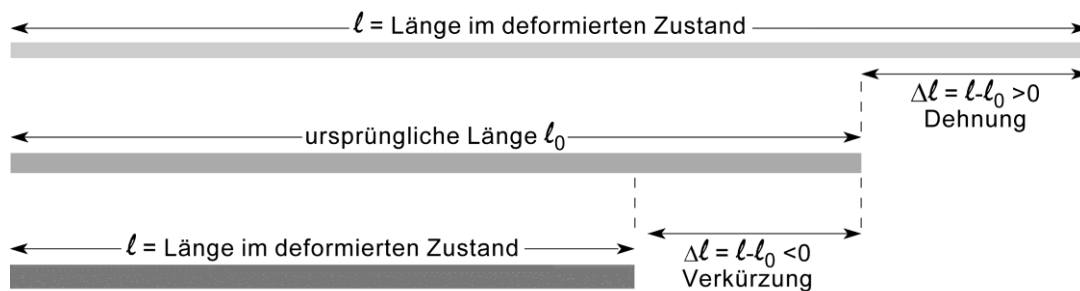 ℓ = Länge im deformierten Zustand
Δℓ = ℓ-ℓ₀ >0
Dehnung
ursprüngliche Länge ℓ₀
ℓ = Länge im deformierten Zustand
Δℓ = ℓ-ℓ₀ <0
Verkürzung